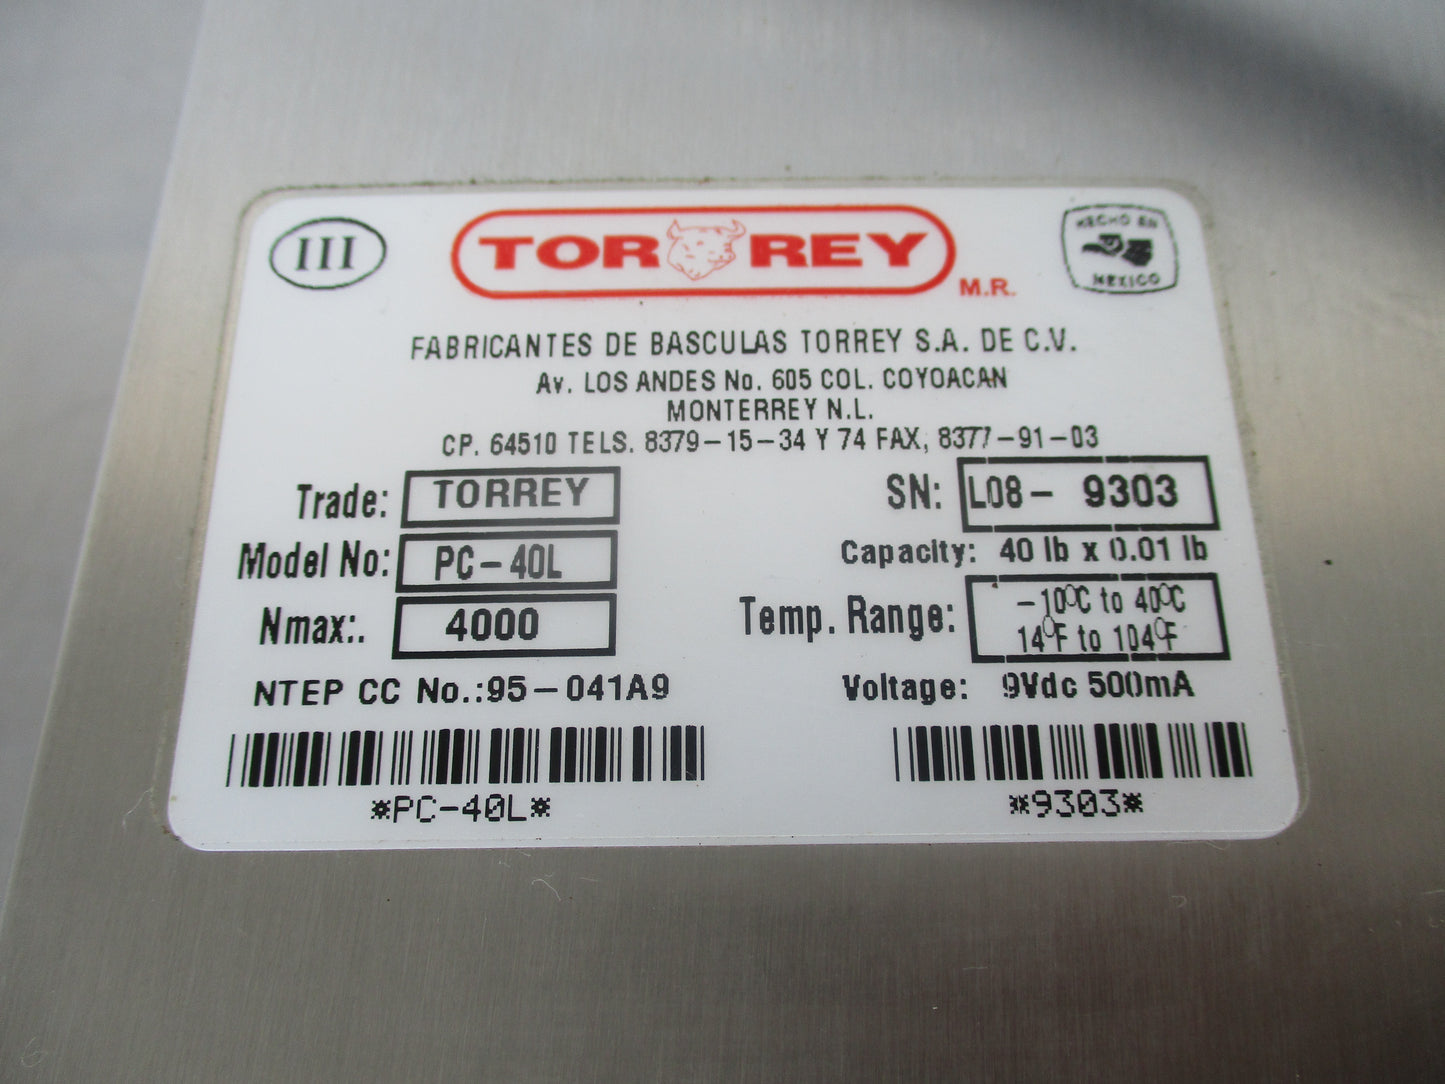 III
TORREY
M.R.
HECHO EN
MEXICO
FABRICANTES DE BASCULAS TORREY S.A. DE C.V.
Av. LOS ANDES No. 605 COL. COYOACAN
MONTERREY N.L.
CP. 64510 TELS. 8379-15-34 Y 74 FAX, 8377-91-03
Trade: TORREY
SN: L08- 9303
Model No: PC-40L
Capacity: 40 lb x 0.01 lb
Nmax:. 4000
Temp. Range: -10°C to 40°C
14°F to 104°F
NTEP CC No.:95-041A9
Voltage: 9Vdc 500mA
*PC-40L*
*9303*